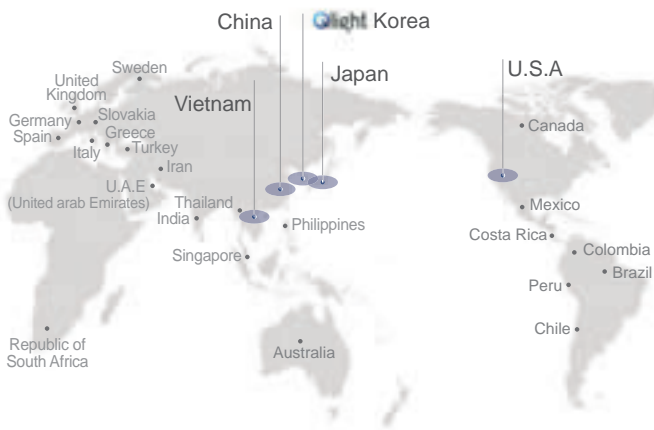 China
Qlight Korea
Japan
U.S.A
Vietnam
Sweden
United
Kingdom
Germany
Slovakia
Spain
Greece
Italy
Turkey
Iran
U.A.E
(United arab Emirates)
Thailand
India
Philippines
Singapore
Republic of
South Africa
Australia
Canada
Mexico
Costa Rica
Colombia
Brazil
Peru
Chile